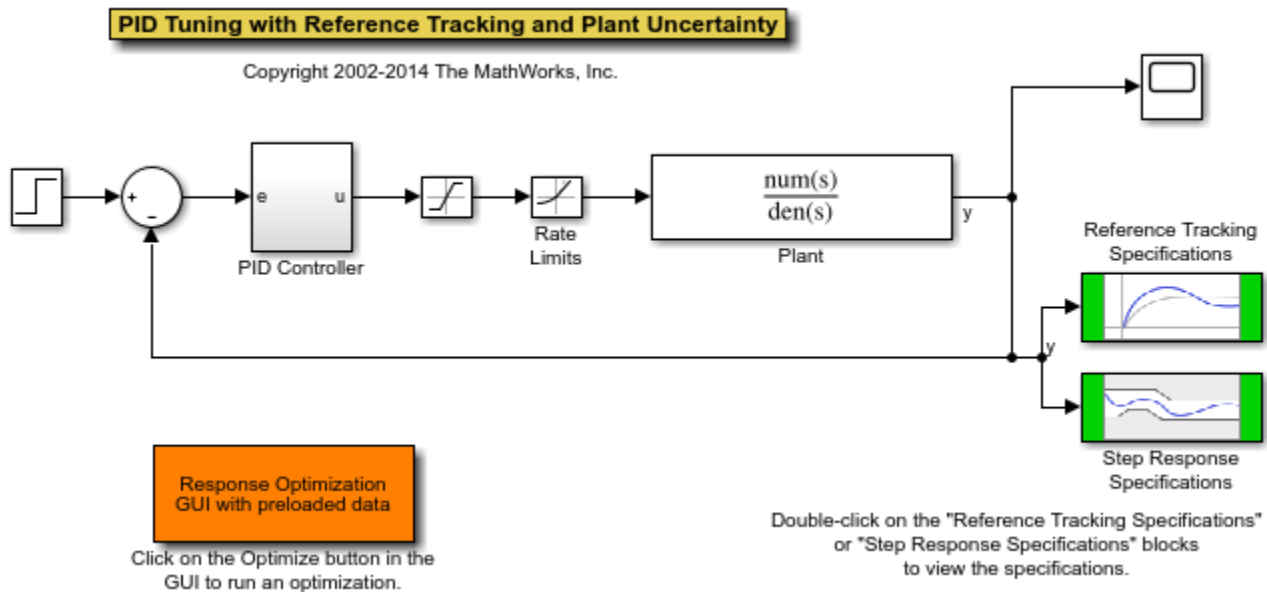 PID Tuning with Reference Tracking and Plant Uncertainty
Copyright 2002-2014 The MathWorks, Inc.
+
−
e
u
PID Controller
Rate
Limits
num(s)
den(s)
Plant
y
Reference Tracking
Specifications
y
Step Response
Specifications
Response Optimization
GUI with preloaded data
Click on the Optimize button in the
GUI to run an optimization.
Double-click on the "Reference Tracking Specifications"
or "Step Response Specifications" blocks
to view the specifications.